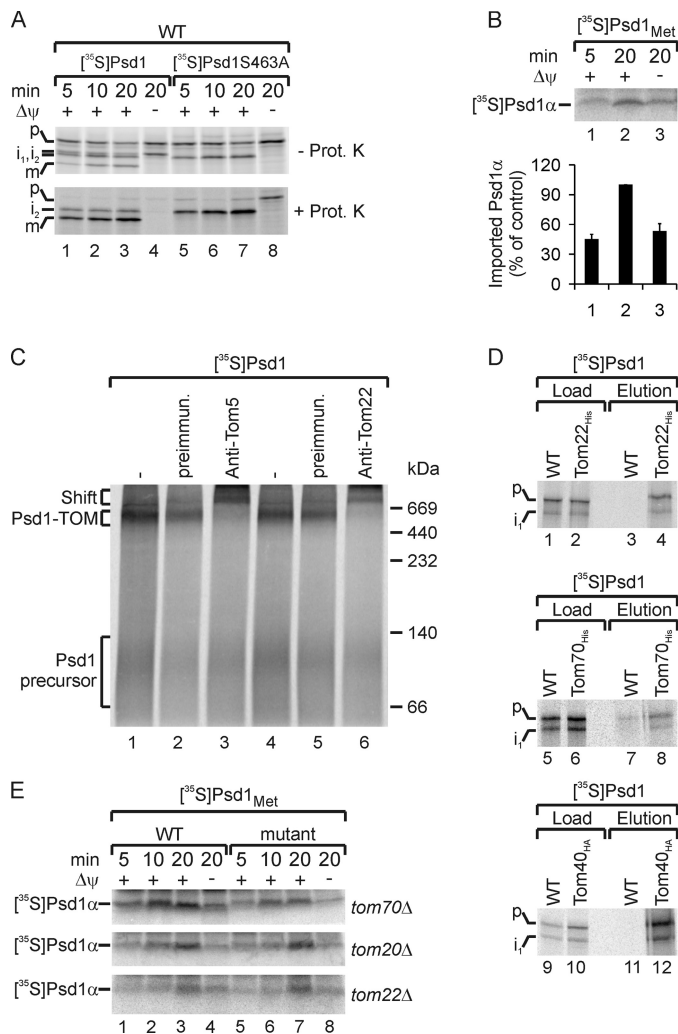 A
WT
[³⁵S]Psd1 [³⁵S]Psd1S463A
min 5 10 20 20 5 10 20 20
Δψ + + + - + + + -
p
i₁,i₂
m
- Prot. K
p
i₂
m
+ Prot. K
1 2 3 4 5 6 7 8
B
[³⁵S]Psd1Met
min 5 20 20
Δψ + + -
[³⁵S]Psd1α
1 2 3
Imported Psd1α
(% of control)
120
90
60
30
0
1 2 3
C
[³⁵S]Psd1
- preimmun. Anti-Tom5 - preimmun. Anti-Tom22
kDa
Shift
Psd1-TOM
Psd1
precursor
669
440
232
140
66
1 2 3 4 5 6
D
[³⁵S]Psd1
Load Elution
WT Tom22His WT Tom22His
p
i₁
1 2 3 4
[³⁵S]Psd1
Load Elution
WT Tom70His WT Tom70His
p
i₁
5 6 7 8
[³⁵S]Psd1
Load Elution
WT Tom40HA WT Tom40HA
p
i₁
9 10 11 12
E
[³⁵S]Psd1Met
WT mutant
min 5 10 20 20 5 10 20 20
Δψ + + + - + + + -
[³⁵S]Psd1α tom70Δ
[³⁵S]Psd1α tom20Δ
[³⁵S]Psd1α tom22Δ
1 2 3 4 5 6 7 8